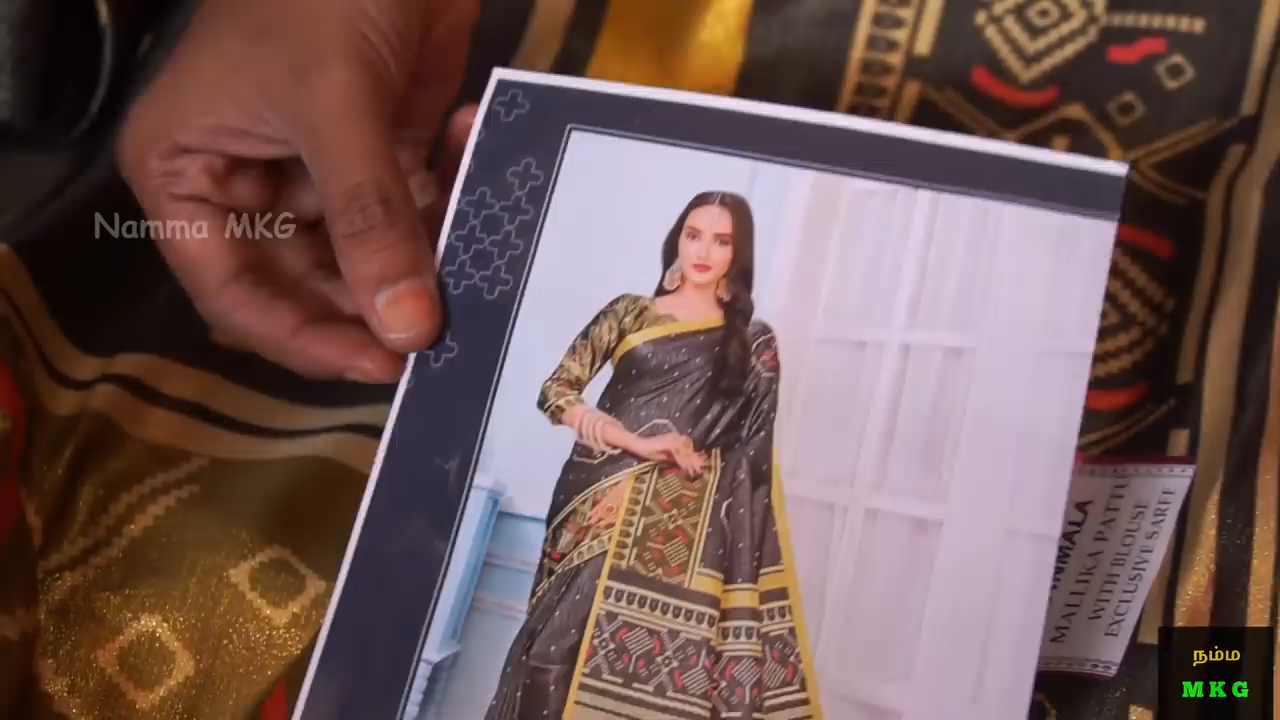 Namma MKG
MALLIKA PATTU
WITH BLOUSE
EXCLUSIVE SAREE
நம்ம
MKG